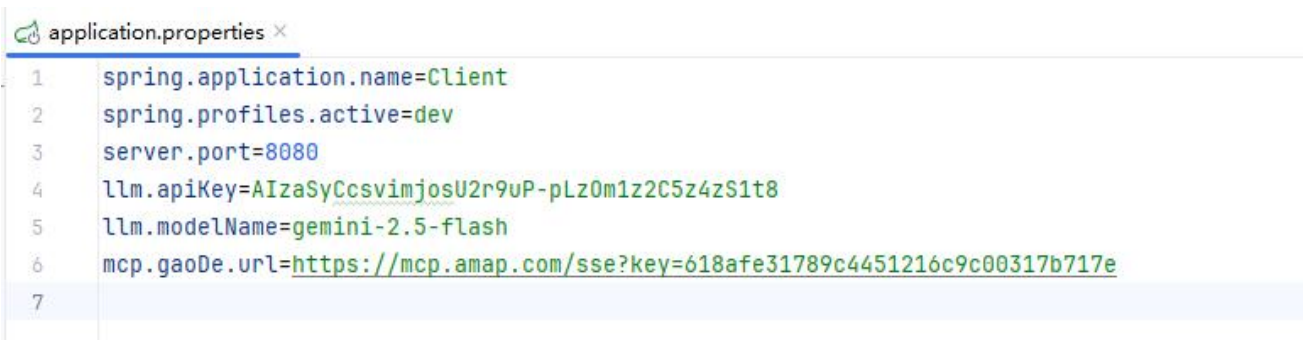 application.properties
1 spring.application.name=Client
2 spring.profiles.active=dev
3 server.port=8080
4 llm.apiKey=AIzaSyCcsvimjosU2r9uP-pLzOm1z2C5z4zS1t8
5 llm.modelName=gemini-2.5-flash
6 mcp.gaoDe.url=https://mcp.amap.com/sse?key=618afe31789c4451216c9c00317b717e
7